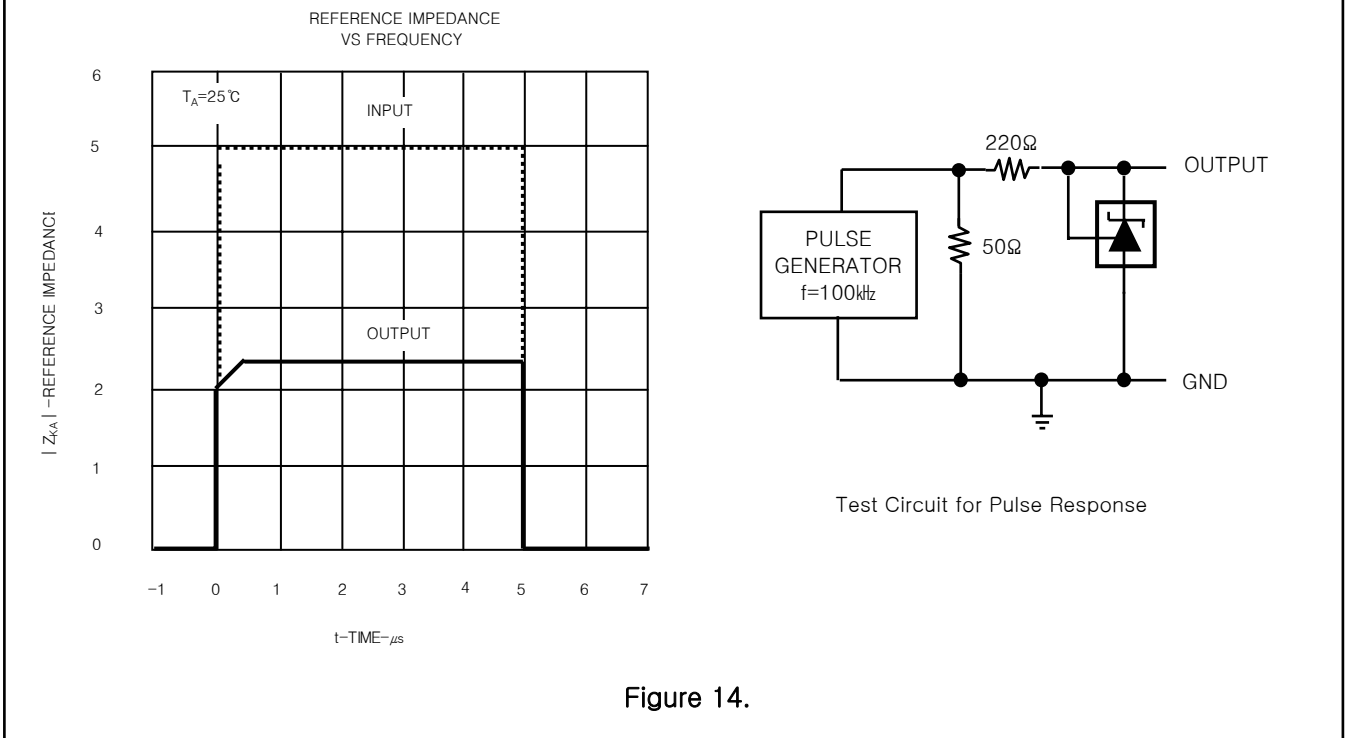 REFERENCE IMPEDANCE
VS FREQUENCY
6
5
4
3
2
1
0
T_A=25℃
INPUT
OUTPUT
|Z_KA| -REFERENCE IMPEDANCE
-1 0 1 2 3 4 5 6 7
t-TIME-㎲
PULSE
GENERATOR
f=100㎑
220Ω
50Ω
OUTPUT
GND
Test Circuit for Pulse Response
Figure 14.